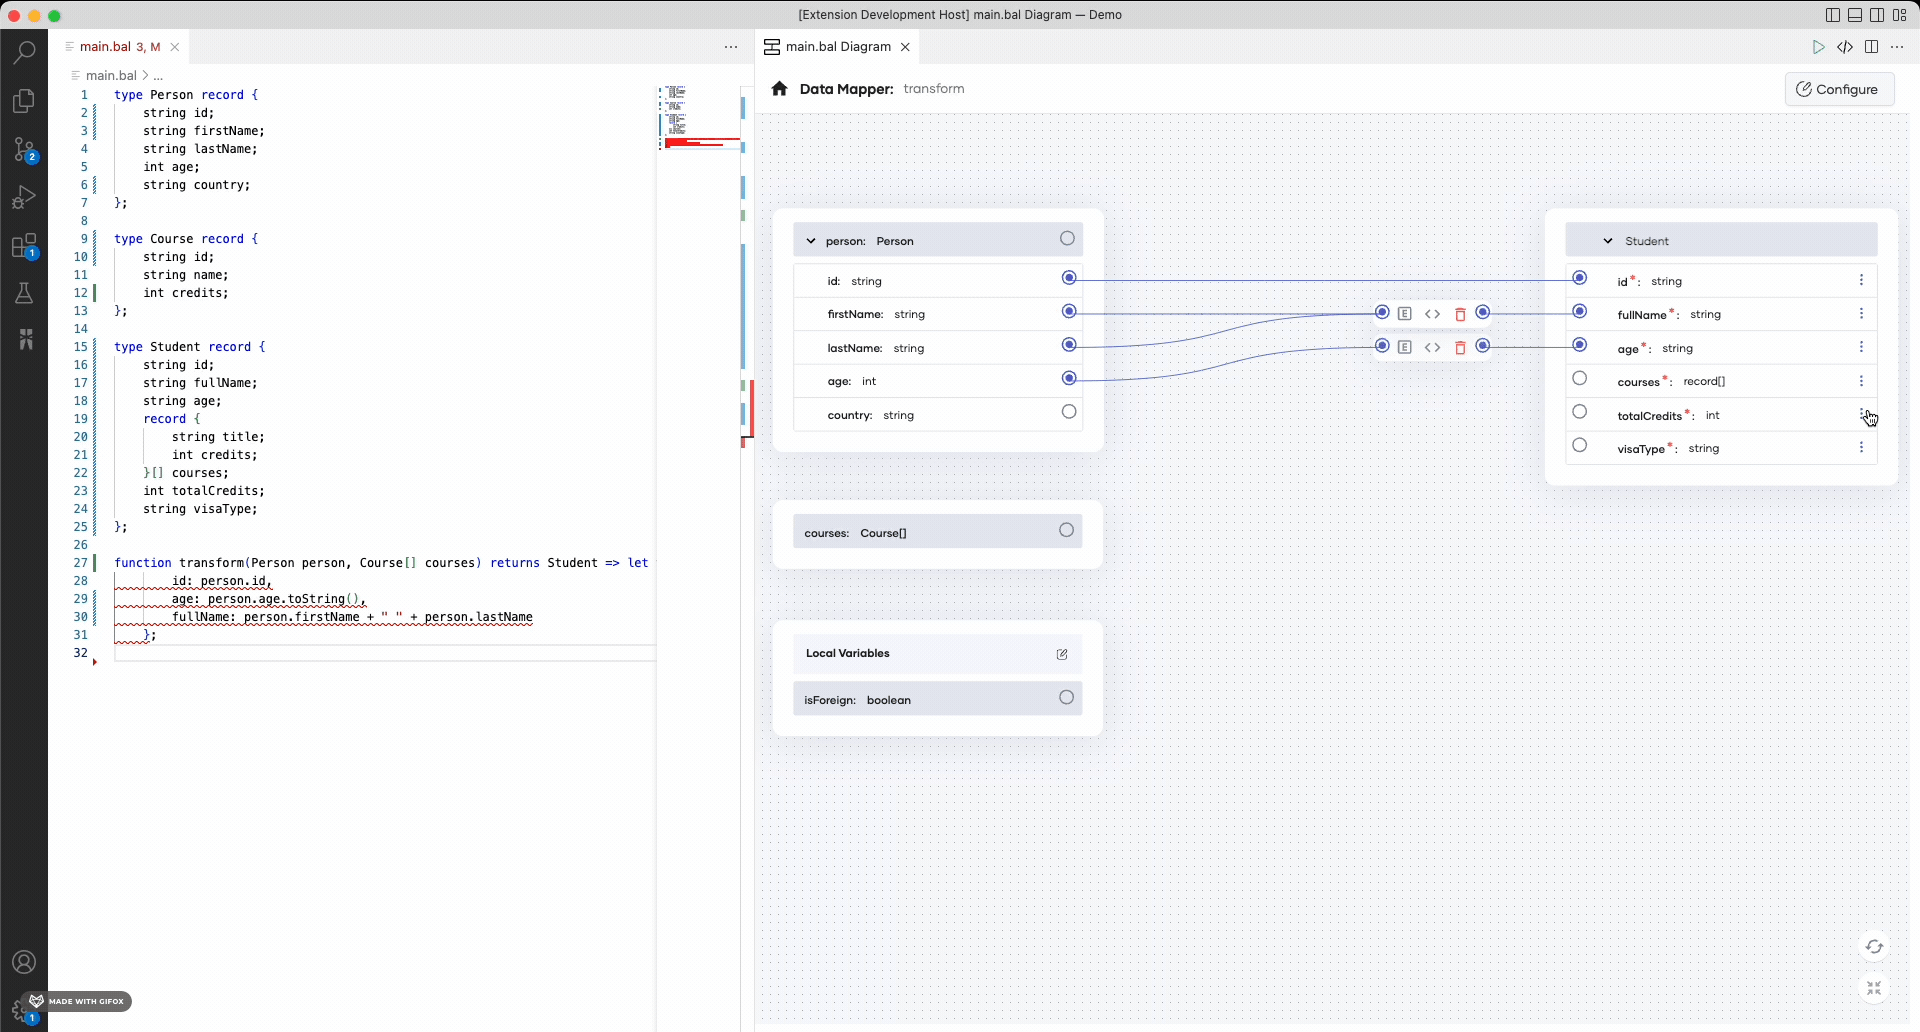 [Extension Development Host] main.bal Diagram — Demo
main.bal 3, M
main.bal Diagram
main.bal > ...
Data Mapper: transform
Configure
1 type Person record {
2 string id;
3 string firstName;
4 string lastName;
5 int age;
6 string country;
7 };
8
9 type Course record {
10 string id;
11 string name;
12 int credits;
13 };
14
15 type Student record {
16 string id;
17 string fullName;
18 string age;
19 record {
20 string title;
21 int credits;
22 }[] courses;
23 int totalCredits;
24 string visaType;
25 };
26
27 function transform(Person person, Course[] courses) returns Student => let
28 id: person.id,
29 age: person.age.toString(),
30 fullName: person.firstName + " " + person.lastName
31 };
32
person: Person
id: string
firstName: string
lastName: string
age: int
country: string
courses: Course[]
Local Variables
isForeign: boolean
E
E
Student
id*: string
fullName*: string
age*: string
courses*: record[]
totalCredits*: int
visaType*: string
2
1
1
MADE WITH GIFOX